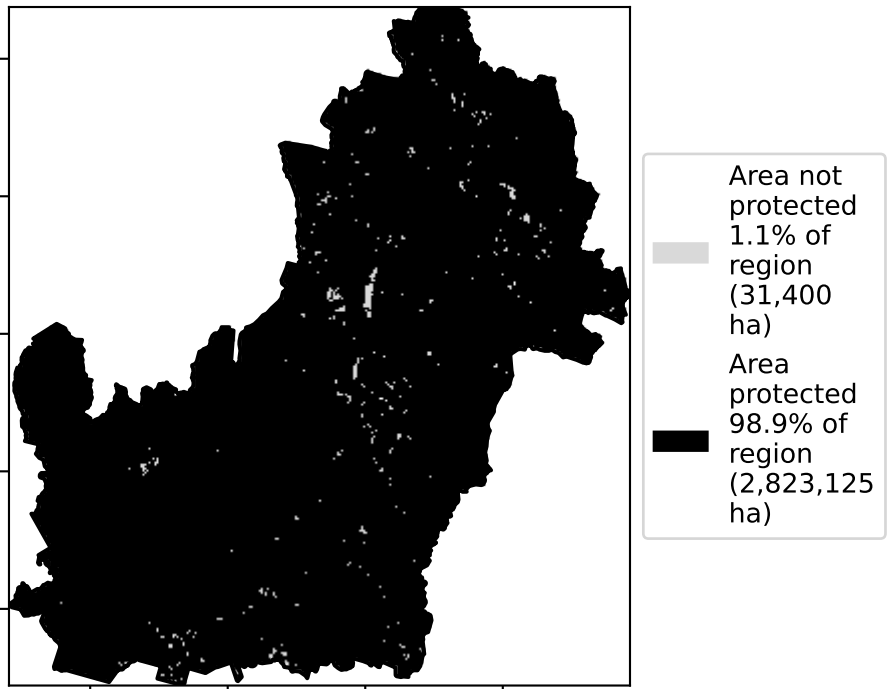 Area not
protected
1.1% of
region
(31,400
ha)
Area
protected
98.9% of
region
(2,823,125
ha)